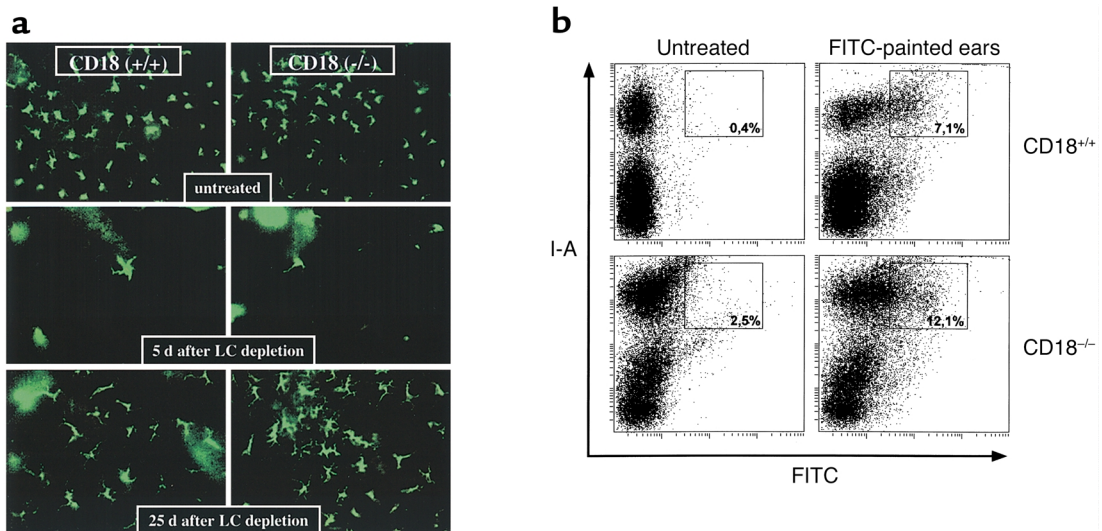 a
CD18 (+/+)
CD18 (-/-)
untreated
5 d after LC depletion
25 d after LC depletion
b
Untreated
FITC-painted ears
0,4%
7,1%
CD18+/+
I-A
2,5%
12,1%
CD18–/–
FITC